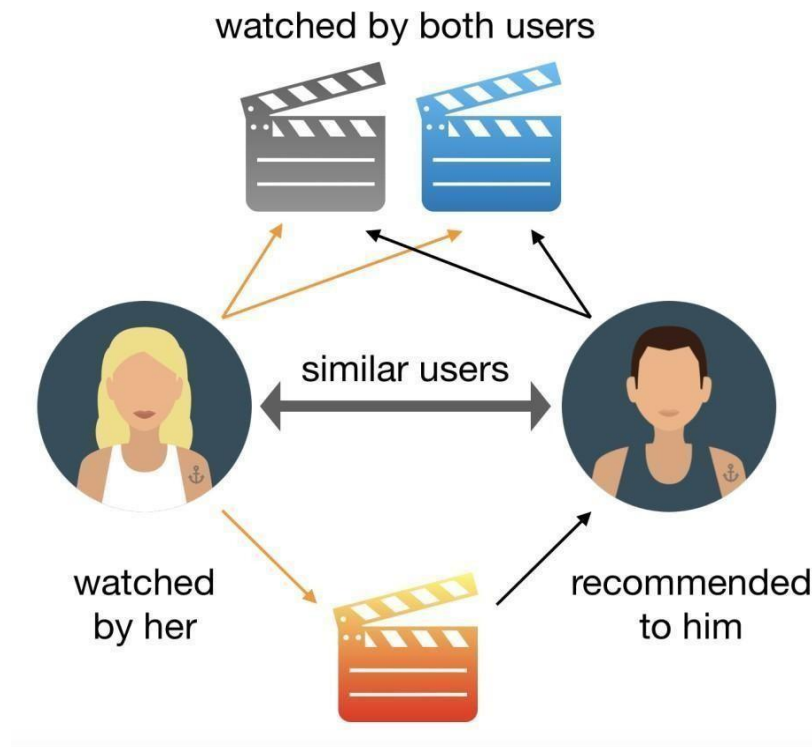 watched by both users
similar users
watched
by her
recommended
to him